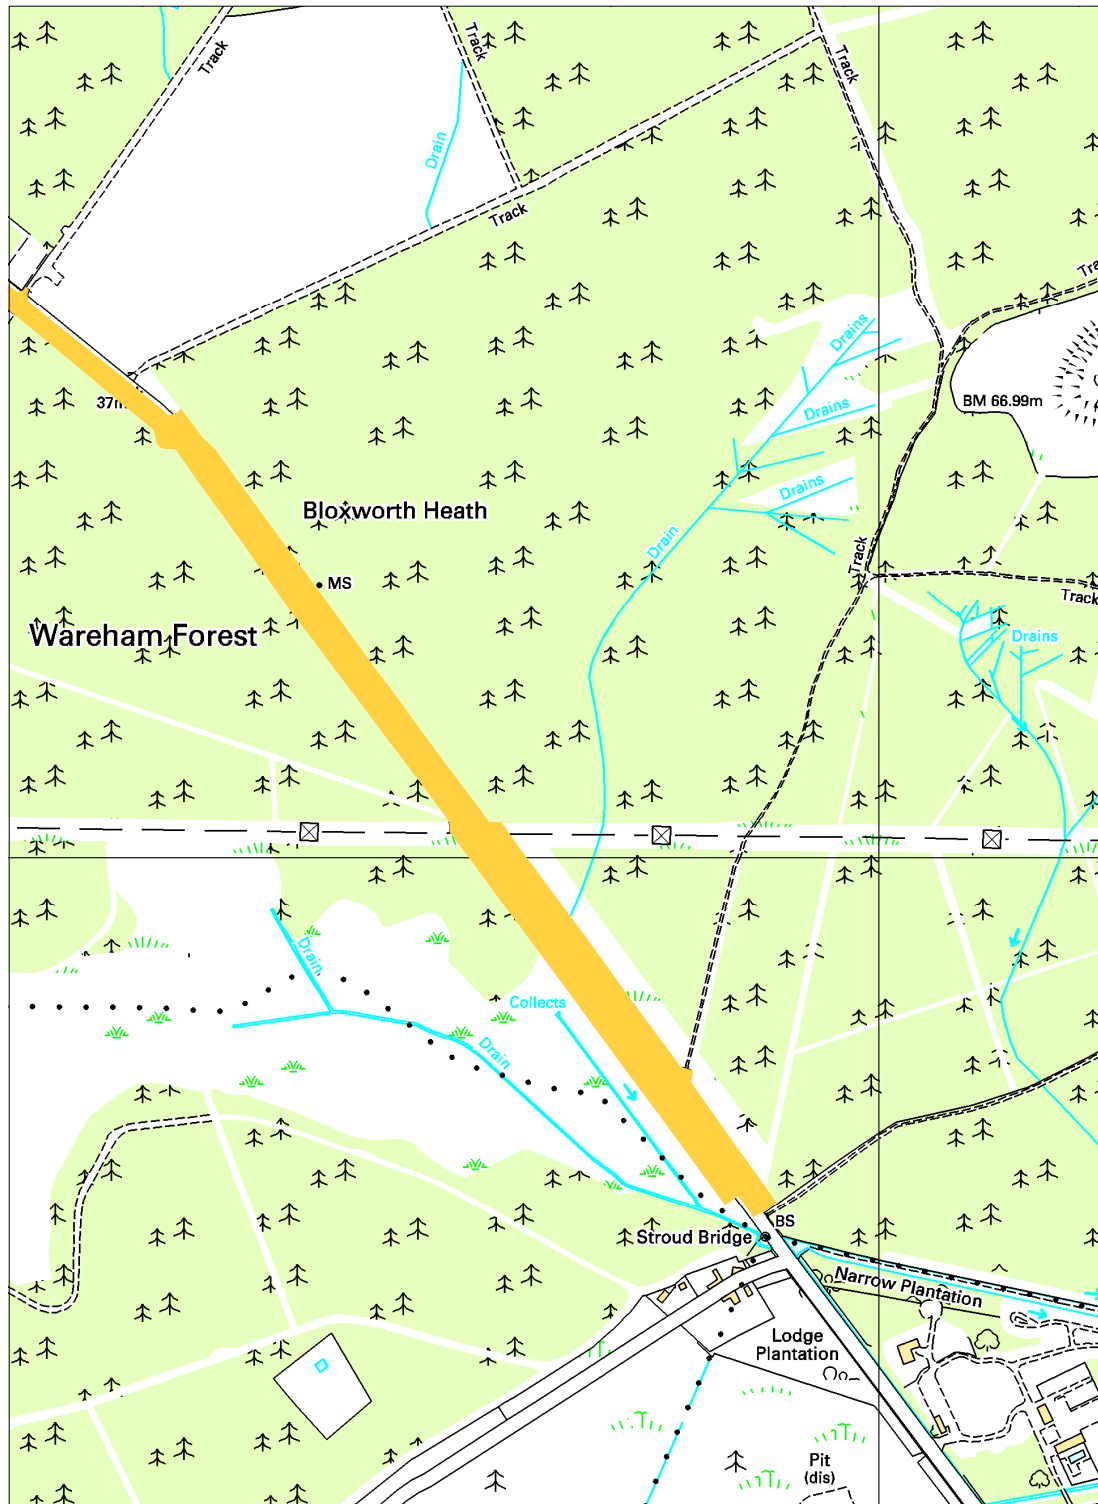 Track
Track
Track
Drain
Track
Tra
Drains
37m
BM 66.99m
Drains
Drains
Bloxworth Heath
Drain
Track
MS
Track
Wareham Forest
Drains
Drain
Collects
Drain
BS
Stroud Bridge
Narrow Plantation
Lodge
Plantation
Pit
(dis)